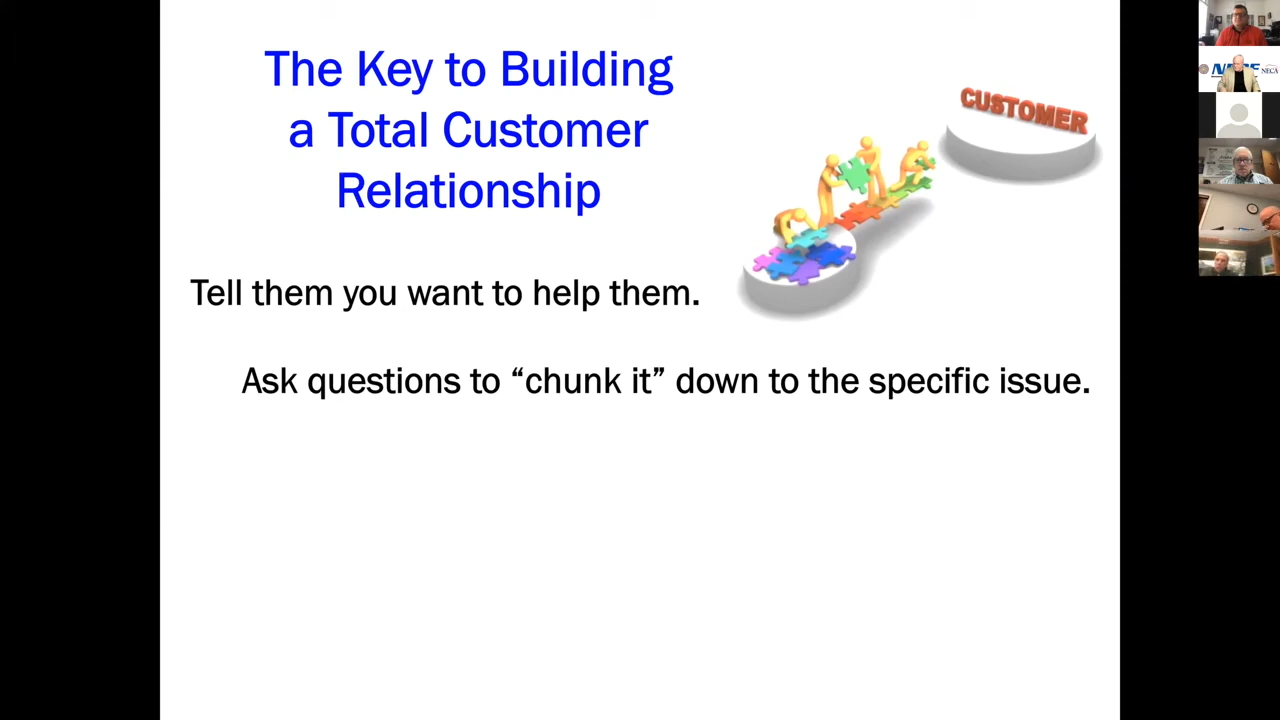 The Key to Building
a Total Customer
Relationship
CUSTOMER
Tell them you want to help them.
Ask questions to “chunk it” down to the specific issue.
NECA